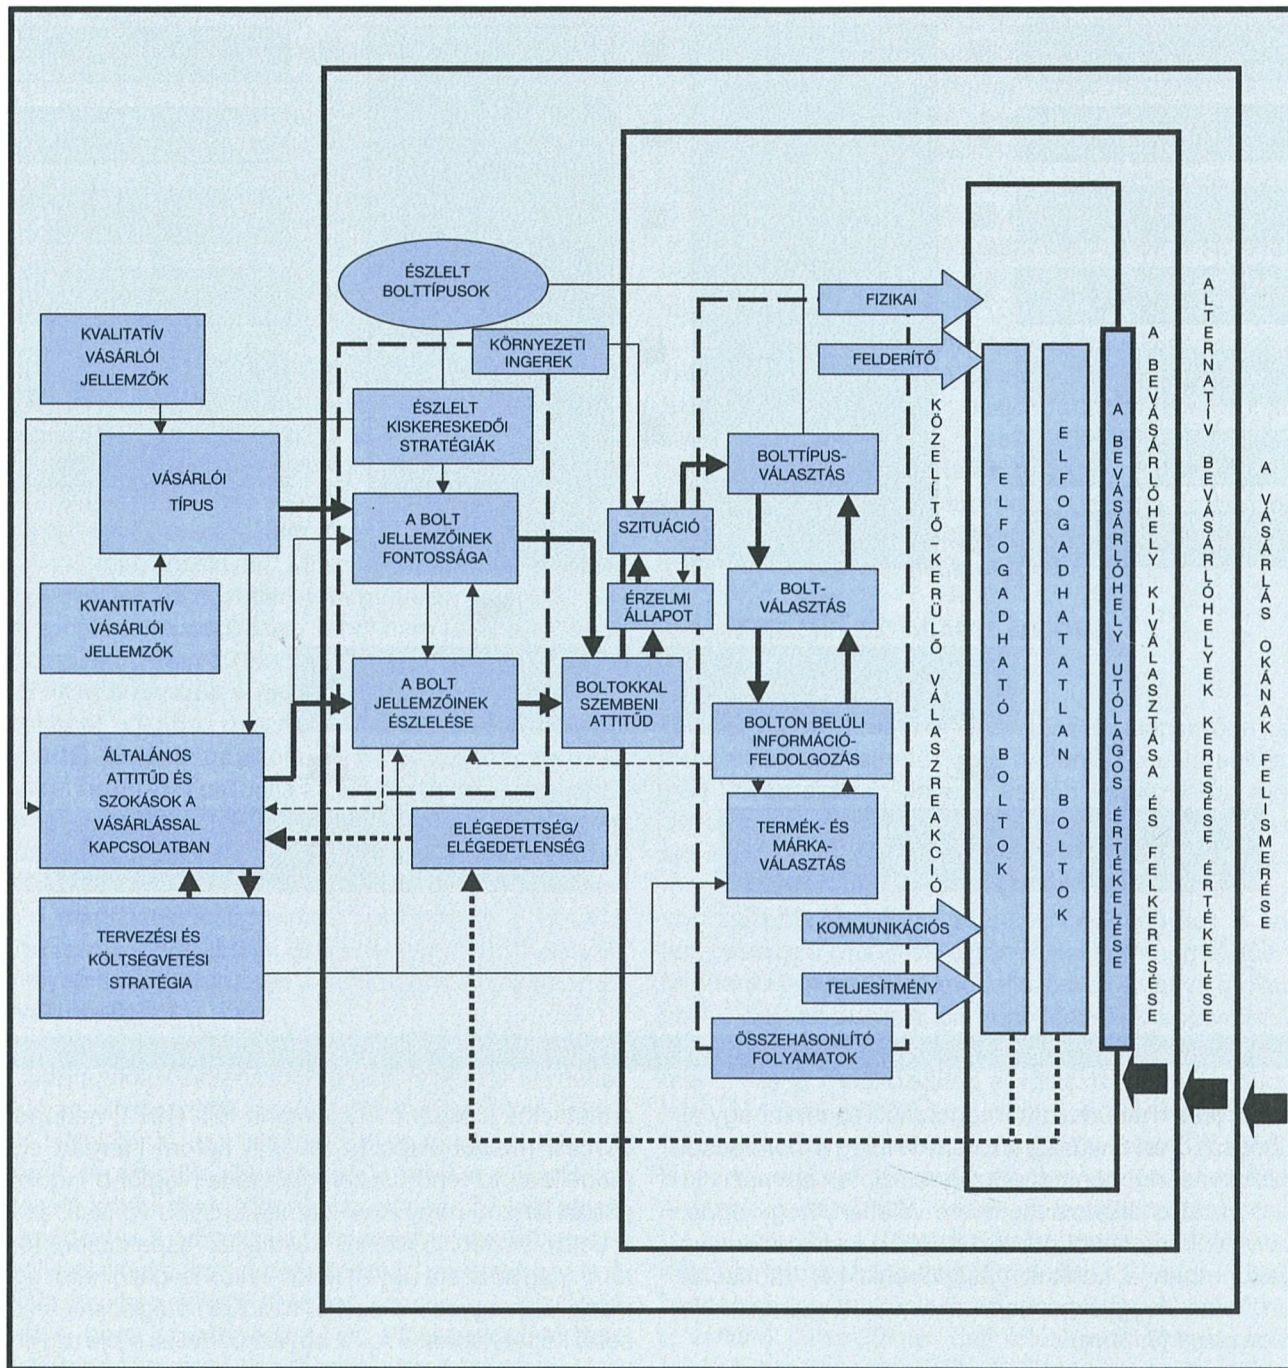 ÉSZLELT
BOLTTÍPUSOK
KVALITATÍV
VÁSÁRLÓI
JELLEMZŐK
KÖRNYEZETI
INGEREK
ÉSZLELT
KISKERESKEDŐI
STRATÉGIÁK
VÁSÁRLÓI
TÍPUS
A BOLT
JELLEMZŐINEK
FONTOSSÁGA
KVANTITATÍV
VÁSÁRLÓI
JELLEMZŐK
A BOLT
JELLEMZŐINEK
ÉSZLELÉSE
BOLTOKKAL
SZEMBENI
ATTITŰD
ÁLTALÁNOS
ATTITŰD ÉS
SZOKÁSOK A
VÁSÁRLÁSSAL
KAPCSOLATBAN
ELÉGEDETTSÉG/
ELÉGEDETLENSÉG
TERVEZÉSI ÉS
KÖLTSÉGVETÉSI
STRATÉGIA
SZITUÁCIÓ
ÉRZELMI
ÁLLAPOT
BOLTTÍPUS-
VÁLASZTÁS
BOLT-
VÁLASZTÁS
BOLTON BELÜLI
INFORMÁCIÓ-
FELDOLGOZÁS
TERMÉK- ÉS
MÁRKA-
VÁLASZTÁS
ÖSSZEHASONLÍTÓ
FOLYAMATOK
FIZIKAI
FELDERÍTŐ
KOMMUNIKÁCIÓS
TELJESÍTMÉNY
KÖZELÍTŐ–KERÜLŐ VÁLASZREAKCIÓ
ELFOGADHATÓ BOLTOK
ELFOGADHATATLAN BOLTOK
A BEVÁSÁRLÓHELY UTÓLAGOS ÉRTÉKELÉSE
A BEVÁSÁRLÓHELY KIVÁLASZTÁSA ÉS FELKERESÉSE
ALTERNATÍV BEVÁSÁRLÓHELYEK KERESÉSE ÉRTÉKELÉSE
A VÁSÁRLÁS OKÁNAK FELISMERÉSE